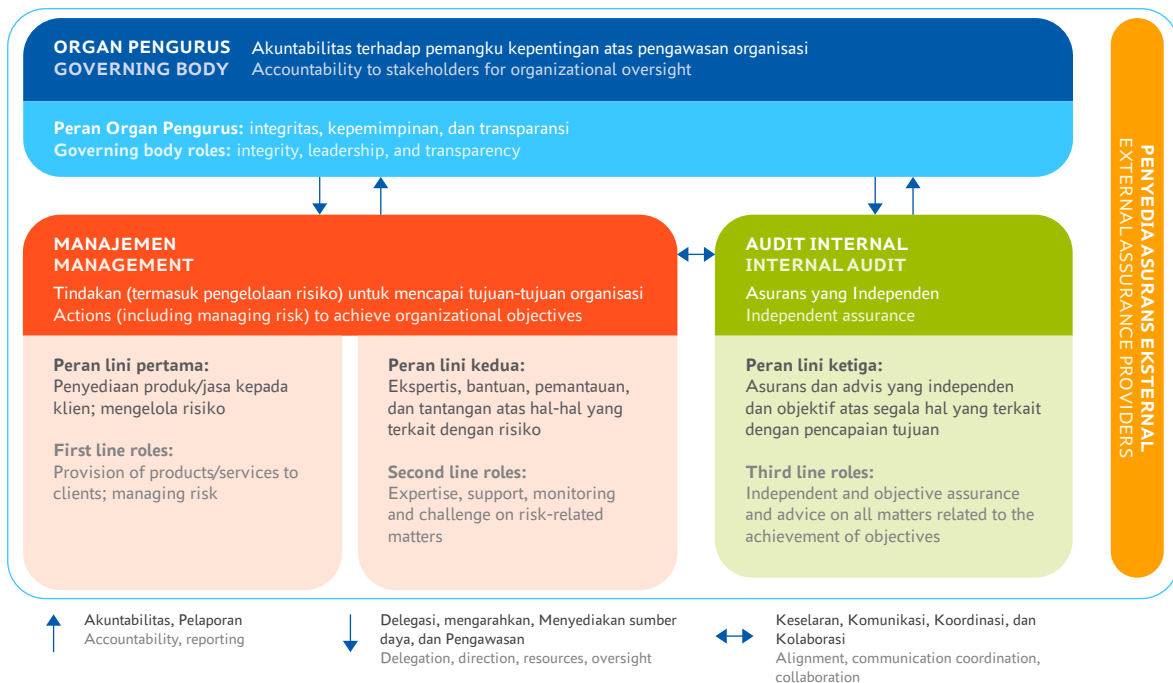 ORGAN PENGURUS
GOVERNING BODY
Akuntabilitas terhadap pemangku kepentingan atas pengawasan organisasi
Accountability to stakeholders for organizational oversight
Peran Organ Pengurus: integritas, kepemimpinan, dan transparansi
Governing body roles: integrity, leadership, and transparency
MANAJEMEN
MANAGEMENT
Tindakan (termasuk pengelolaan risiko) untuk mencapai tujuan-tujuan organisasi
Actions (including managing risk) to achieve organizational objectives
Peran lini pertama:
Penyediaan produk/jasa kepada
klien; mengelola risiko
First line roles:
Provision of products/services to
clients; managing risk
Peran lini kedua:
Ekspertis, bantuan, pemantauan,
dan tantangan atas hal-hal yang
terkait dengan risiko
Second line roles:
Expertise, support, monitoring
and challenge on risk-related
matters
AUDIT INTERNAL
INTERNAL AUDIT
Asurans yang Independen
Independent assurance
Peran lini ketiga:
Asurans dan advis yang independen
dan objektif atas segala hal yang terkait
dengan pencapaian tujuan
Third line roles:
Independent and objective assurance
and advice on all matters related to the
achievement of objectives
PENYEDIA ASURANS EKSTERNAL
EXTERNAL ASSURANCE PROVIDERS
Akuntabilitas, Pelaporan
Accountability, reporting
Delegasi, mengarahkan, Menyediakan sumber
daya, dan Pengawasan
Delegation, direction, resources, oversight
Keselaran, Komunikasi, Koordinasi, dan
Kolaborasi
Alignment, communication coordination,
collaboration